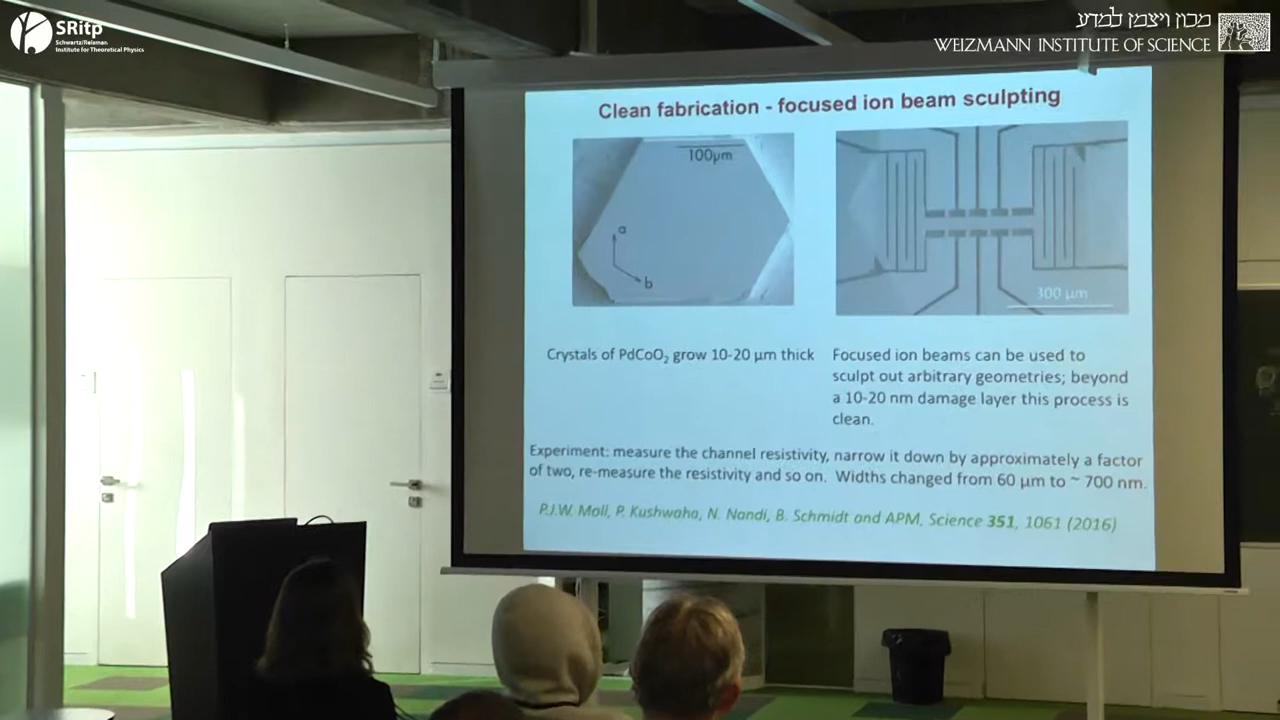 SRitp
Schwartz/Reisman
Institute for Theoretical Physics
מכון ויצמן למדע
WEIZMANN INSTITUTE OF SCIENCE
Clean fabrication - focused ion beam sculpting
100μm
a
b
300 μm
Crystals of PdCoO₂ grow 10-20 μm thick
Focused ion beams can be used to
sculpt out arbitrary geometries; beyond
a 10-20 nm damage layer this process is
clean.
Experiment: measure the channel resistivity, narrow it down by approximately a factor
of two, re-measure the resistivity and so on. Widths changed from 60 μm to ~ 700 nm.
P.J.W. Moll, P. Kushwaha, N. Nandi, B. Schmidt and APM, Science 351, 1061 (2016)